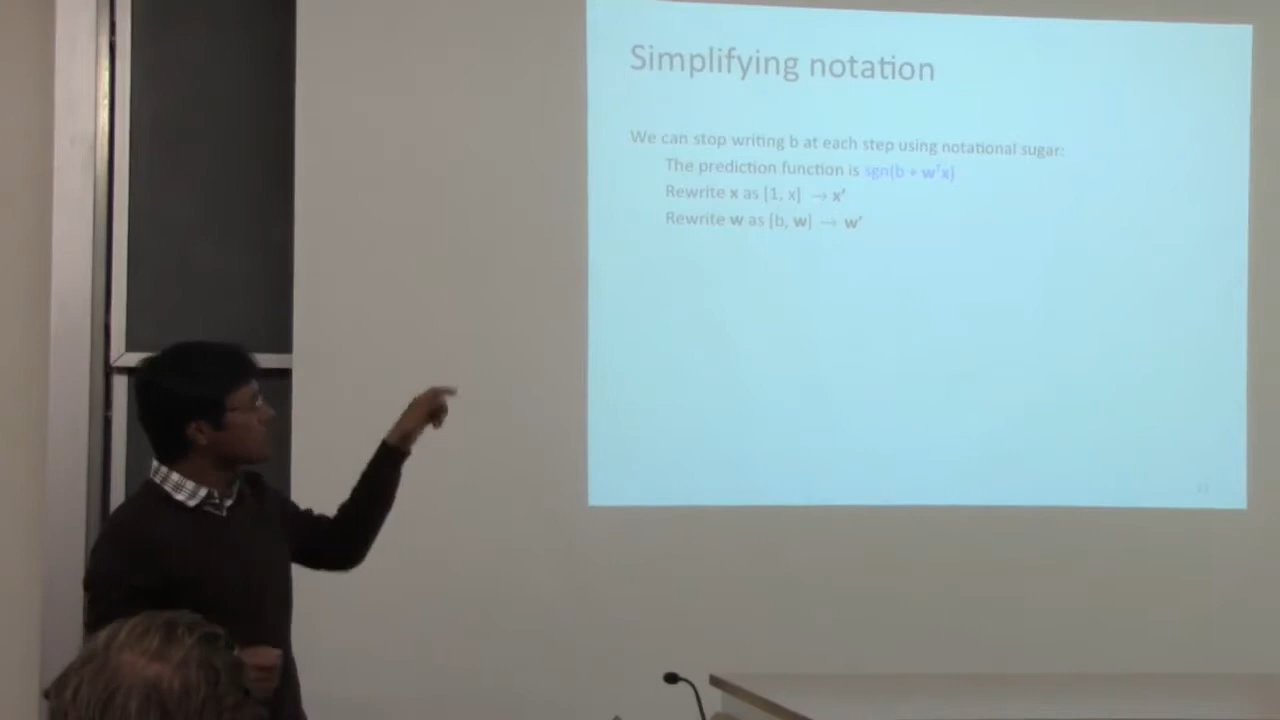 Simplifying notation
We can stop writing b at each step using notational sugar:
The prediction function is sgn(b + wᵀx)
Rewrite x as [1, x] → x'
Rewrite w as [b, w] → w'